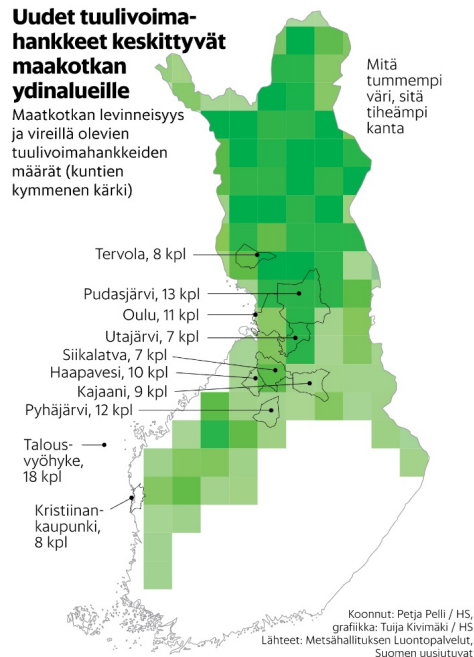 Uudet tuulivoima-
hankkeet keskittyvät
maakotkan
ydinalueille
Maatkotkan levinneisyys
ja vireillä olevien
tuulivoimahankkeiden
määrät (kuntien
kymmenen kärki)
Mitä
tummempi
väri, sitä
tiheämpi
kanta
Tervola, 8 kpl
Pudasjärvi, 13 kpl
Oulu, 11 kpl
Utajärvi, 7 kpl
Siikalatva, 7 kpl
Haapavesi, 10 kpl
Kajaani, 9 kpl
Pyhäjärvi, 12 kpl
Talous-
vyöhyke,
18 kpl
Kristiinan-
kaupunki,
8 kpl
Koonnut: Petja Pelli / HS,
grafiikka: Tuija Kivimäki / HS
Lähteet: Metsähallituksen Luontopalvelut,
Suomen uusiutuvat